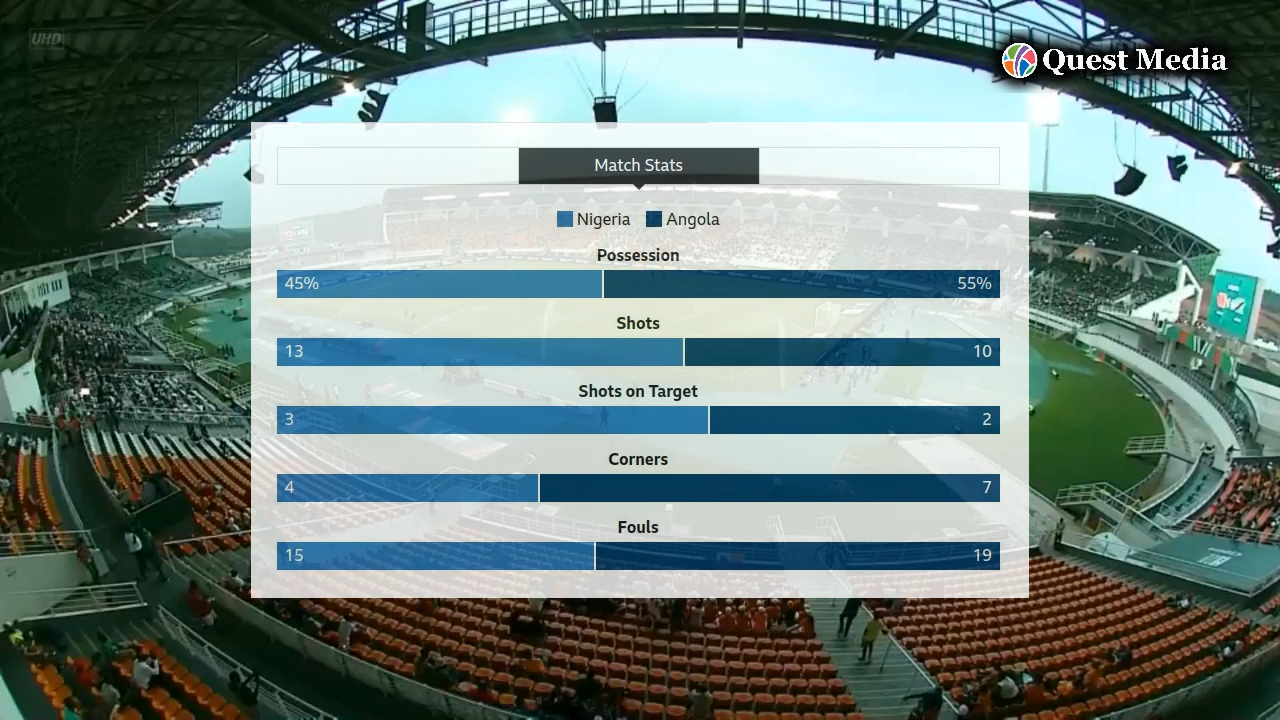 UHD
Quest Media
Match Stats
Nigeria Angola
Possession
45% 55%
Shots
13 10
Shots on Target
3 2
Corners
4 7
Fouls
15 19